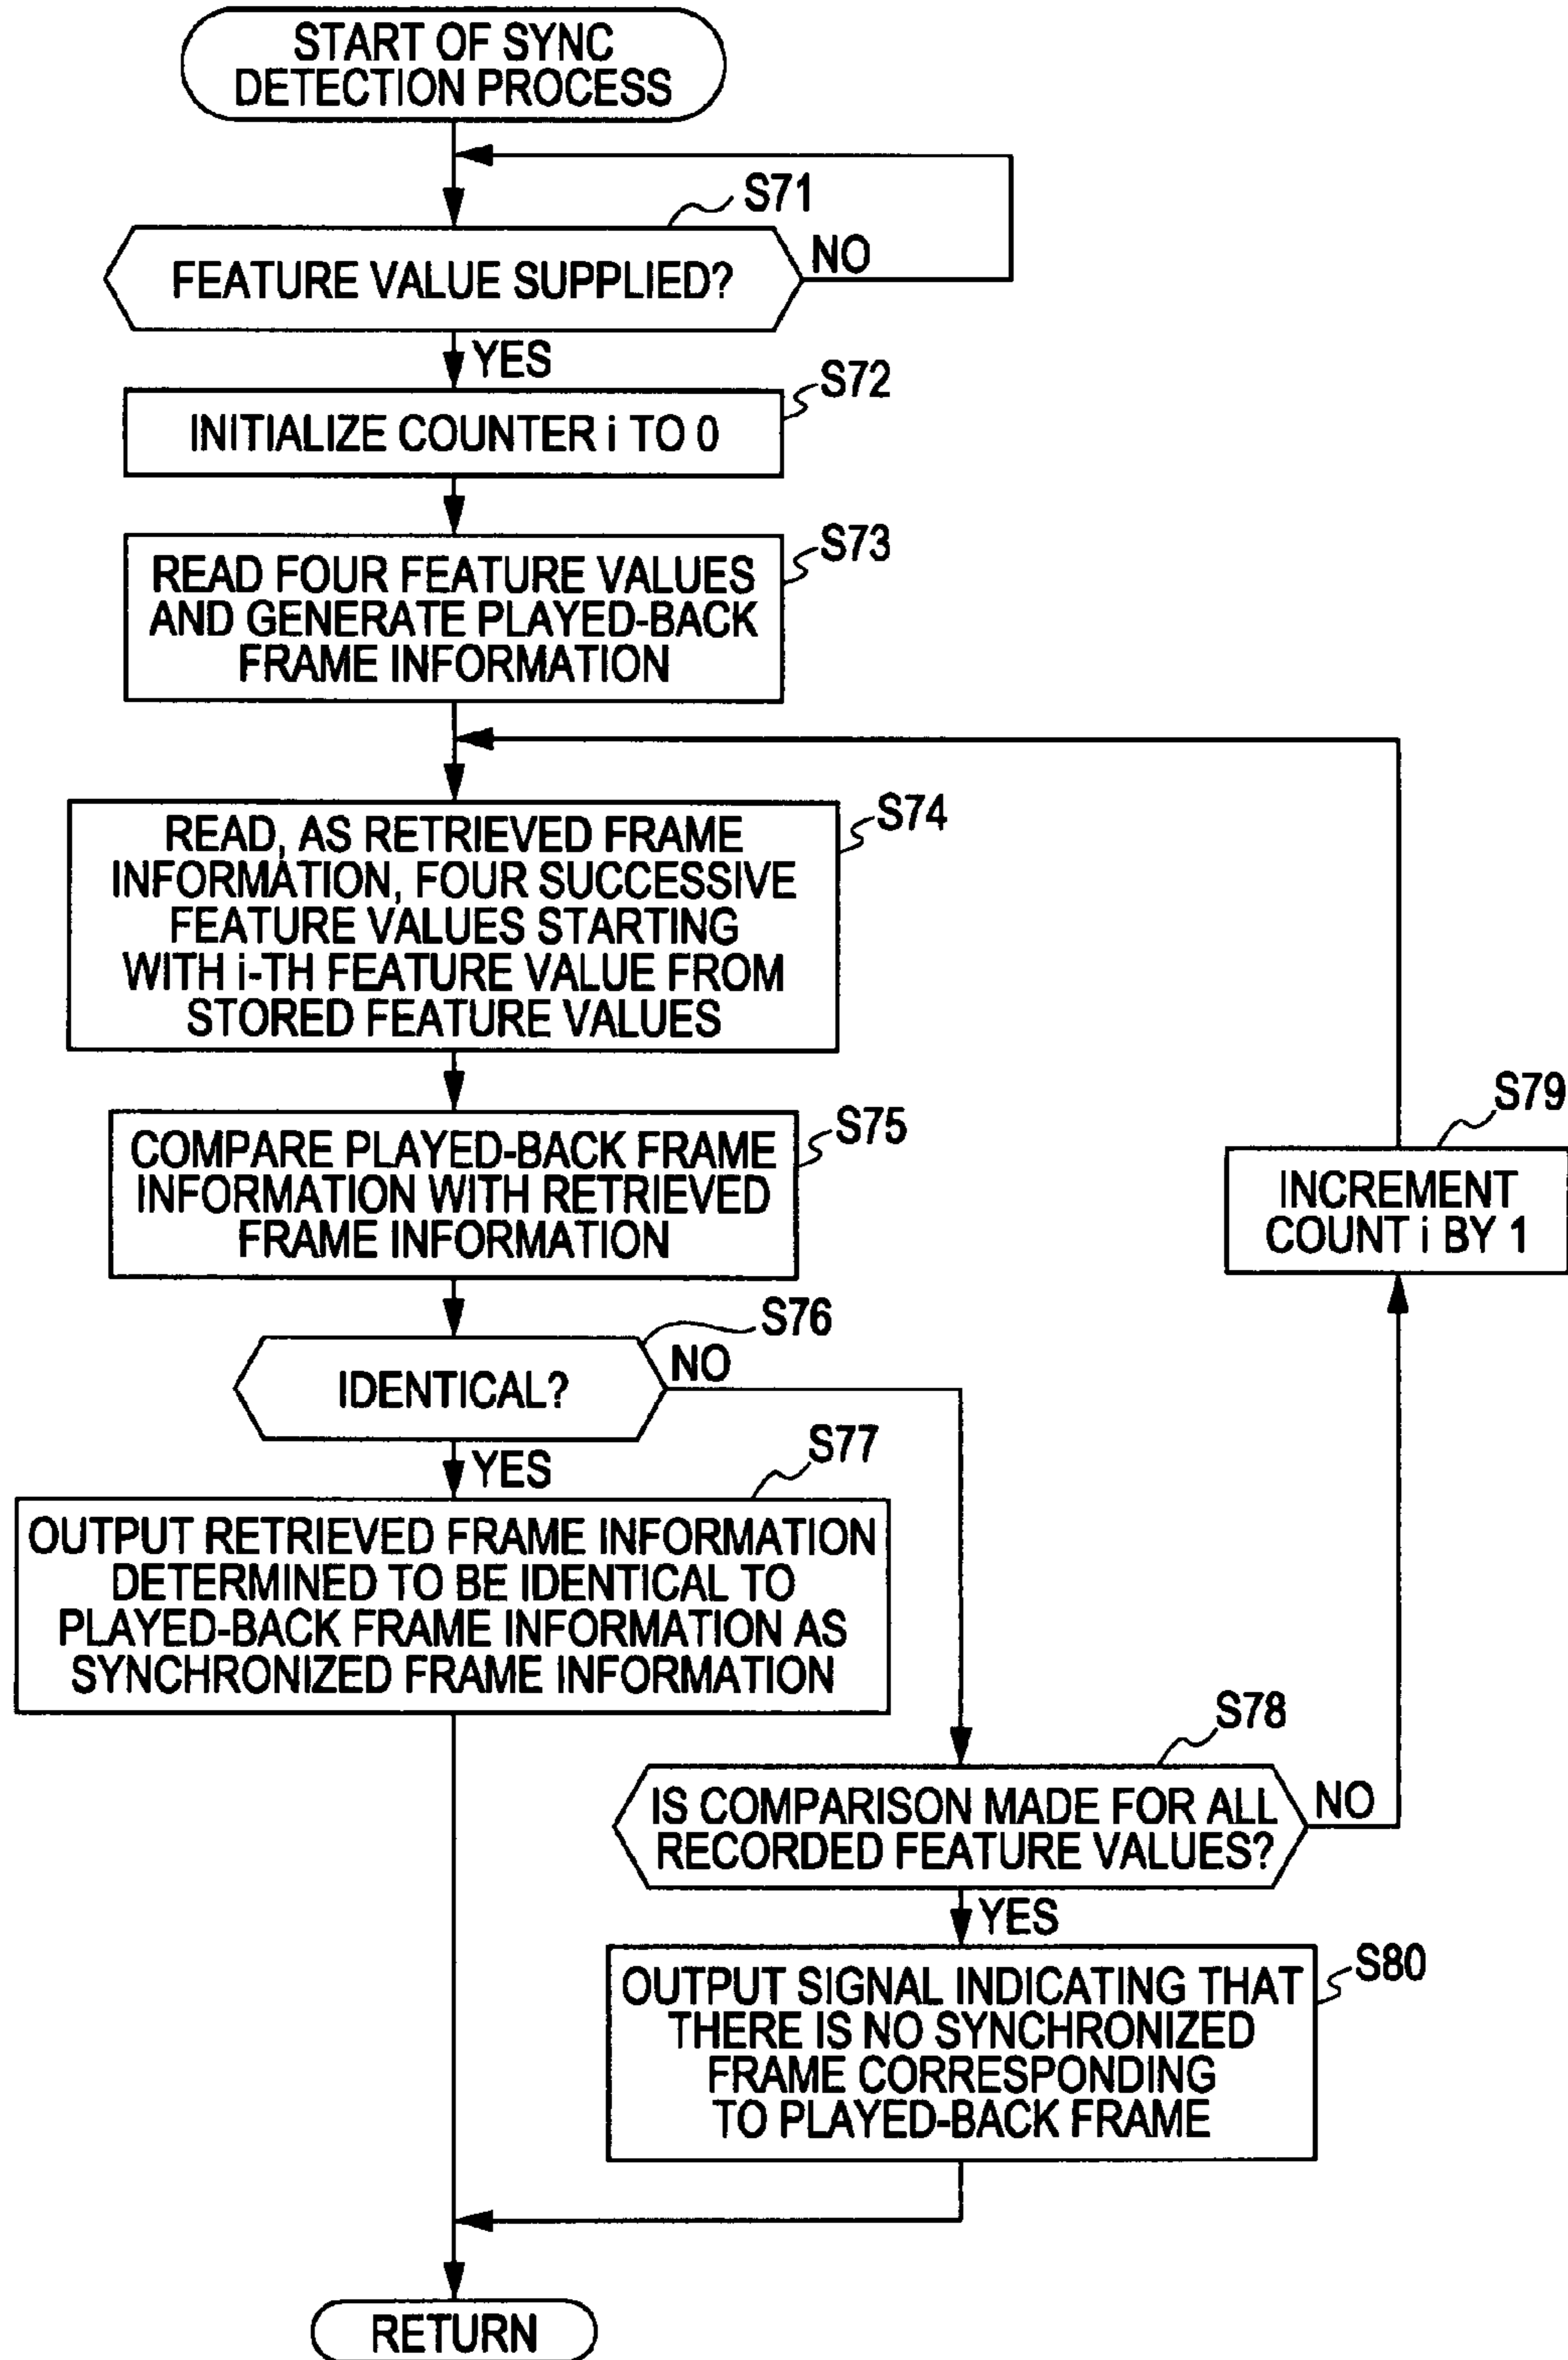 START OF SYNC
DETECTION PROCESS
S71
FEATURE VALUE SUPPLIED?
NO
YES
S72
INITIALIZE COUNTER i TO 0
S73
READ FOUR FEATURE VALUES
AND GENERATE PLAYED-BACK
FRAME INFORMATION
S74
READ, AS RETRIEVED FRAME
INFORMATION, FOUR SUCCESSIVE
FEATURE VALUES STARTING
WITH i-TH FEATURE VALUE FROM
STORED FEATURE VALUES
S75
COMPARE PLAYED-BACK FRAME
INFORMATION WITH RETRIEVED
FRAME INFORMATION
S79
INCREMENT
COUNT i BY 1
S76
IDENTICAL?
NO
YES
S77
OUTPUT RETRIEVED FRAME INFORMATION
DETERMINED TO BE IDENTICAL TO
PLAYED-BACK FRAME INFORMATION AS
SYNCHRONIZED FRAME INFORMATION
S78
IS COMPARISON MADE FOR ALL
RECORDED FEATURE VALUES?
NO
YES
S80
OUTPUT SIGNAL INDICATING THAT
THERE IS NO SYNCHRONIZED
FRAME CORRESPONDING
TO PLAYED-BACK FRAME
RETURN